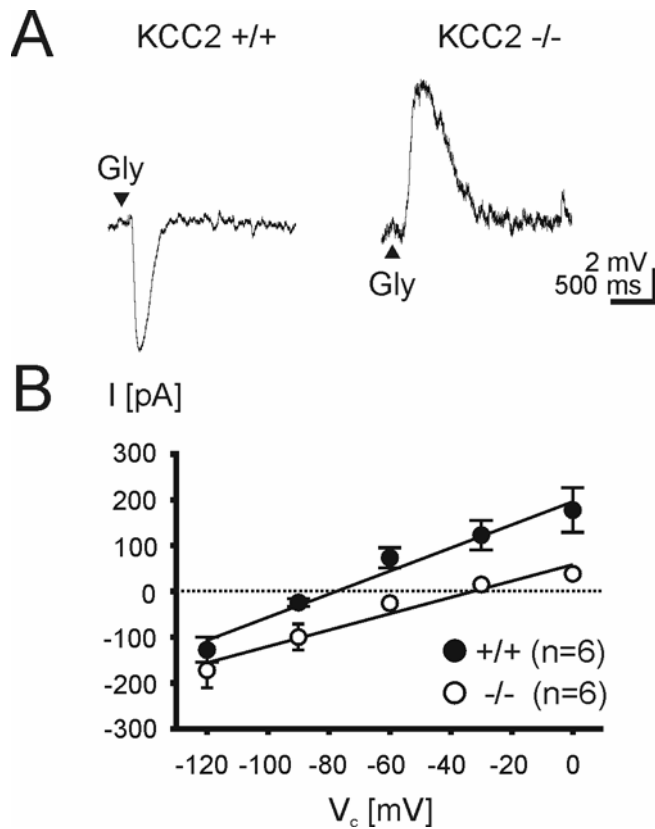 A
KCC2 +/+
KCC2 -/-
Gly
Gly
2 mV
500 ms
B
I [pA]
300
200
100
0
-100
-200
-300
+/+ (n=6)
-/- (n=6)
-120 -100 -80 -60 -40 -20 0
Vc [mV]